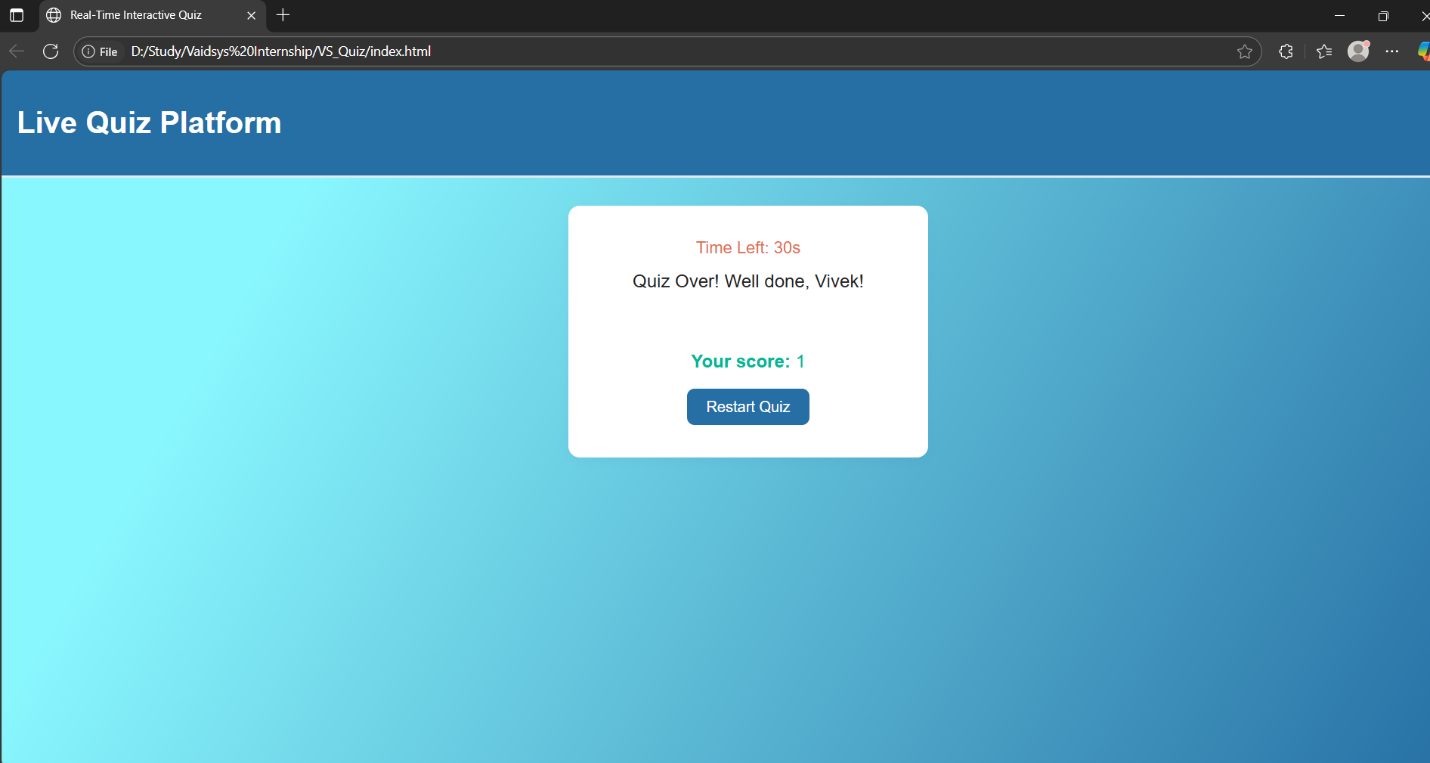 Real-Time Interactive Quiz
File D:/Study/Vaidsys%20Internship/VS_Quiz/index.html
Live Quiz Platform
Time Left: 30s
Quiz Over! Well done, Vivek!
Your score: 1
Restart Quiz